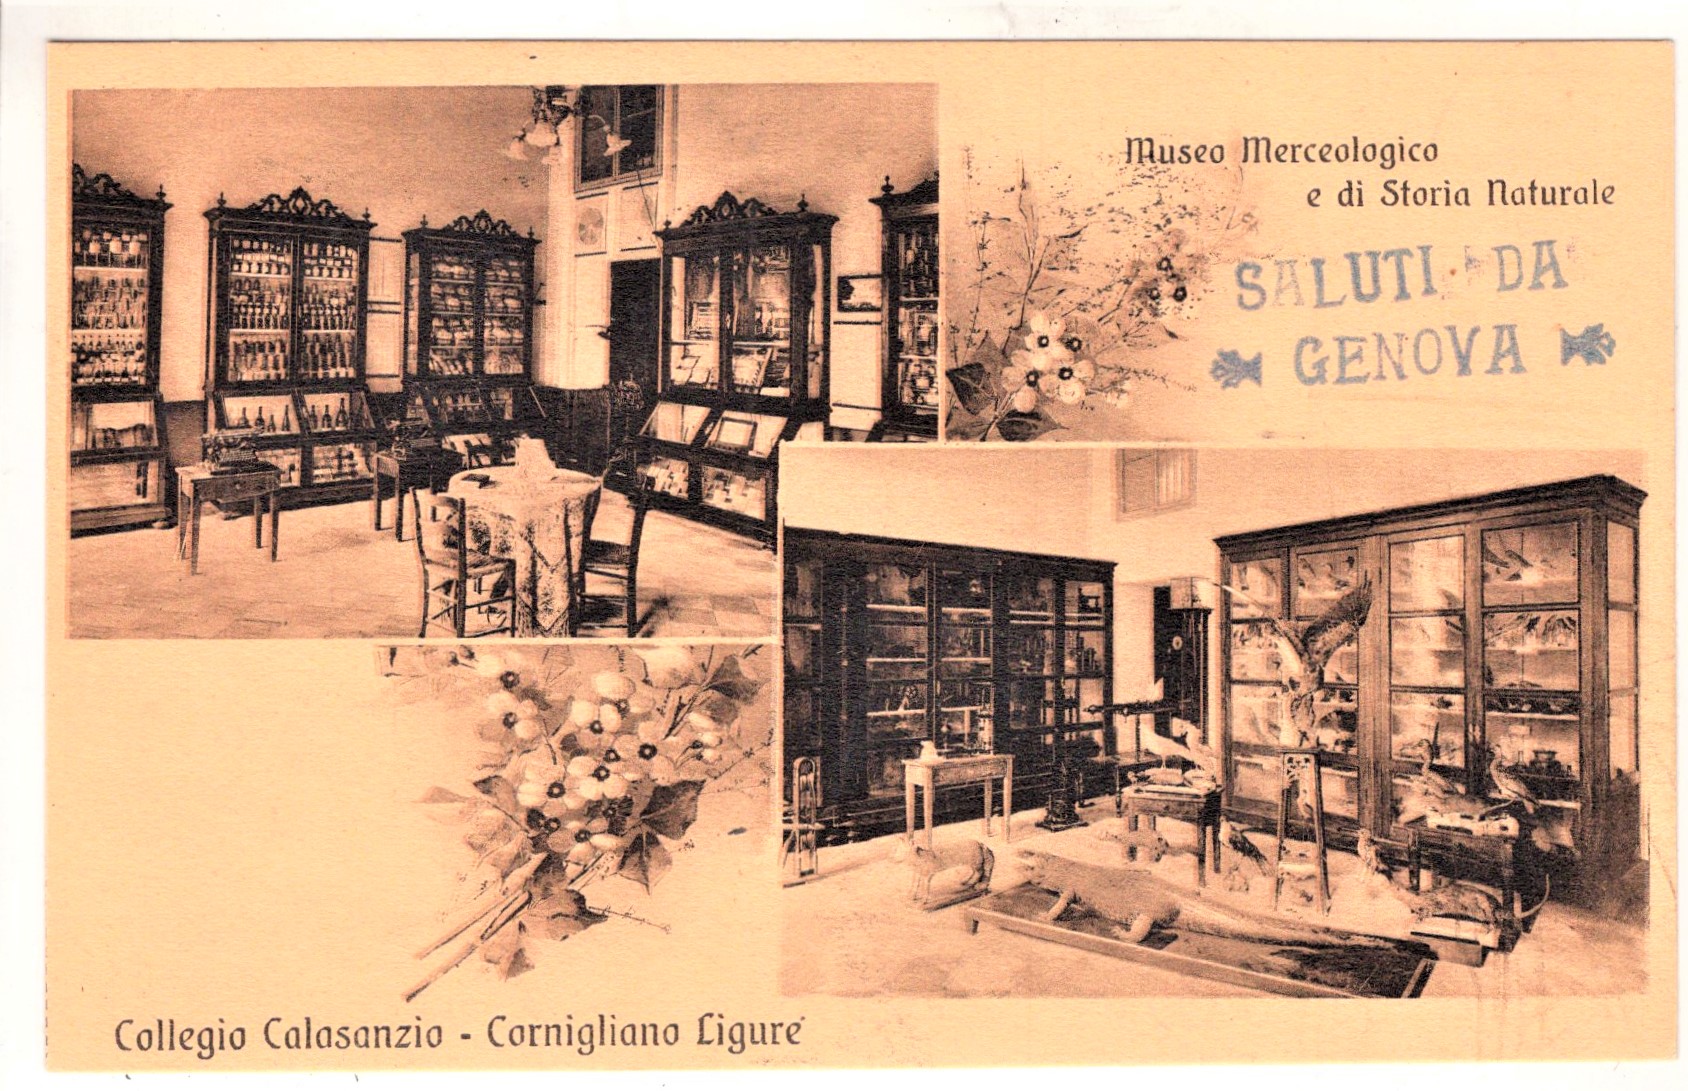 Museo Merceologico
e di Storia Naturale
SALUTI DA
GENOVA
Collegio Calasanzio - Cornigliano Ligure